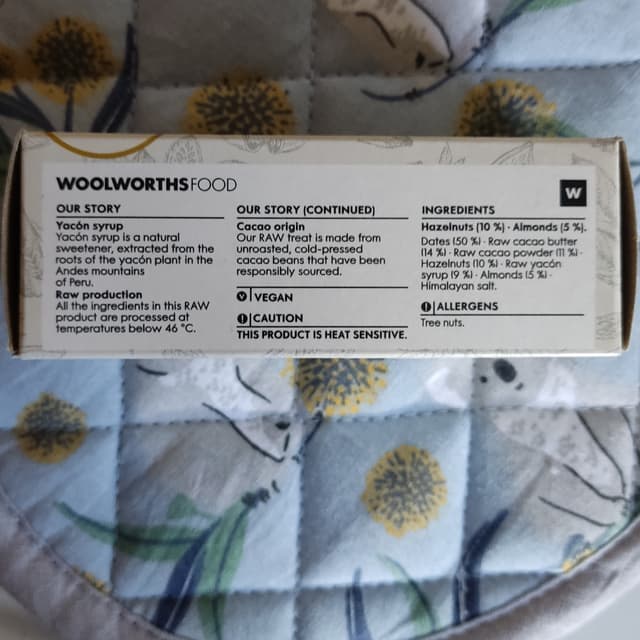 WOOLWORTHS FOOD
W
OUR STORY
Yacón syrup
Yacón syrup is a natural
sweetener, extracted from the
roots of the yacón plant in the
Andes mountains
of Peru.
Raw production
All the ingredients in this RAW
product are processed at
temperatures below 46 °C.
OUR STORY (CONTINUED)
Cacao origin
Our RAW treat is made from
unroasted, cold-pressed
cacao beans that have been
responsibly sourced.
V VEGAN
! CAUTION
THIS PRODUCT IS HEAT SENSITIVE.
INGREDIENTS
Hazelnuts (10 %) • Almonds (5 %).
Dates (50 %) • Raw cacao butter
(14 %) • Raw cacao powder (11 %) •
Hazelnuts (10 %) • Raw yacón
syrup (9 %) • Almonds (5 %) •
Himalayan salt.
! ALLERGENS
Tree nuts.